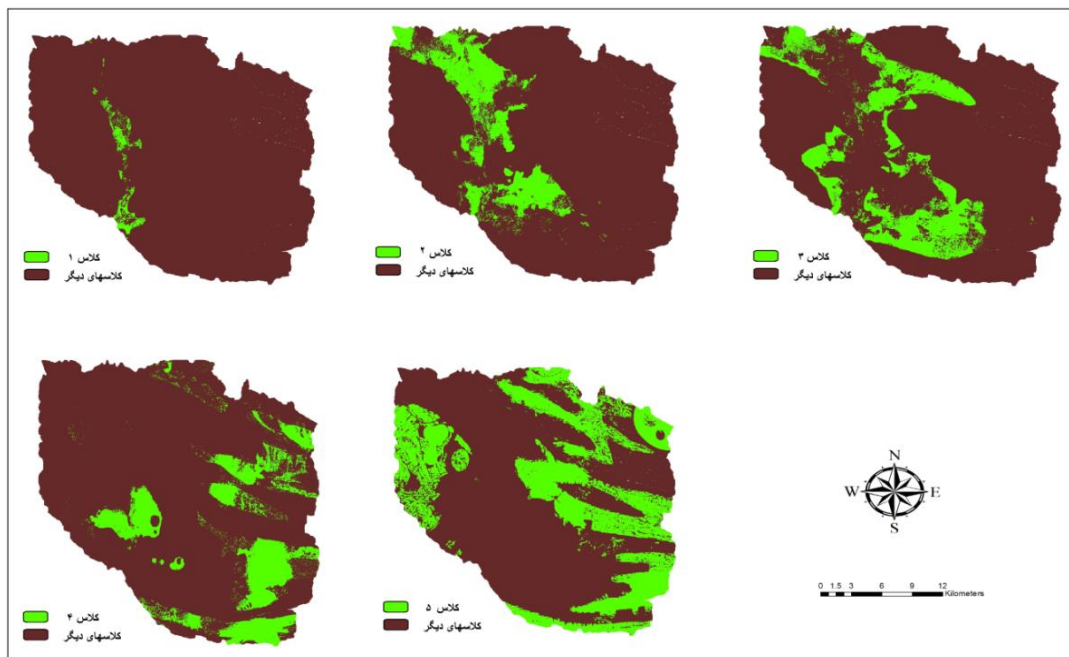 کلاس ۱
کلاسهای دیگر
کلاس ۲
کلاسهای دیگر
کلاس ۳
کلاسهای دیگر
کلاس ۴
کلاسهای دیگر
کلاس ۵
کلاسهای دیگر
N
W E
S
0 1.5 3 6 9 12
Kilometers